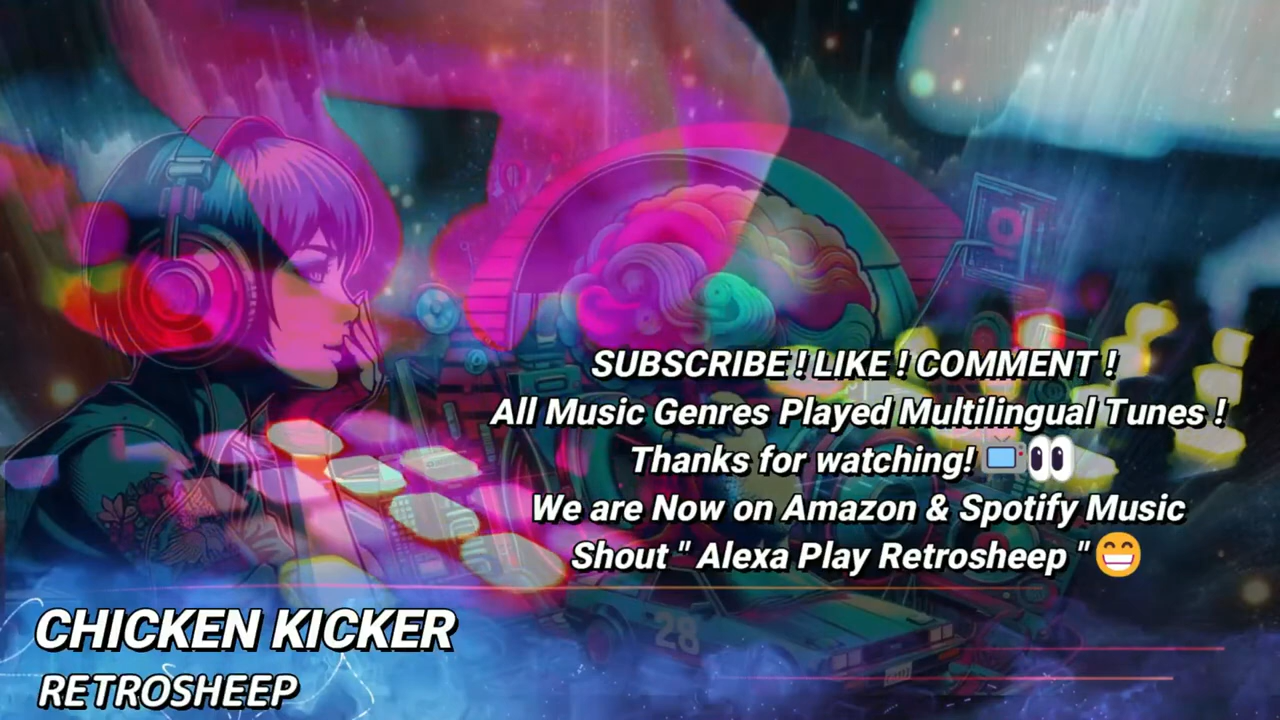 SUBSCRIBE ! LIKE ! COMMENT !
All Music Genres Played Multilingual Tunes !
Thanks for watching! 📺👀
We are Now on Amazon & Spotify Music
Shout " Alexa Play Retrosheep " 😁
28
CHICKEN KICKER
RETROSHEEP